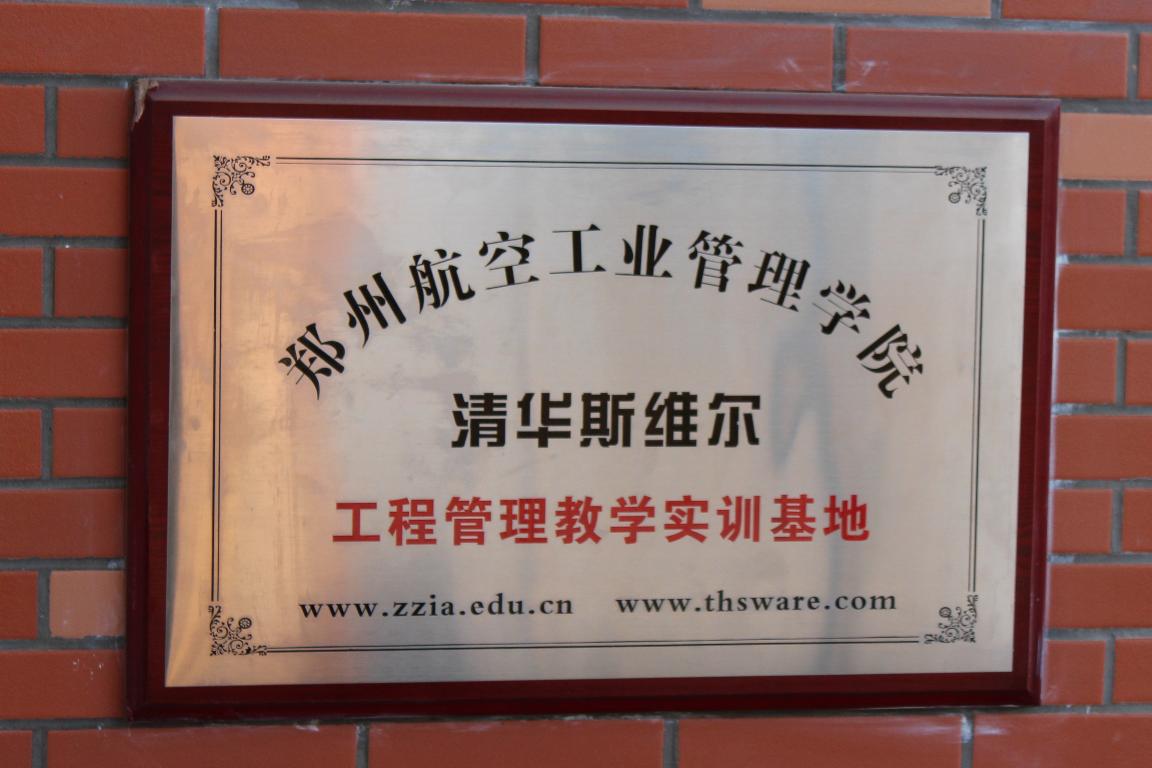 郑州航空工业管理学院
清华斯维尔
工程管理教学实训基地
www.zzia.edu.cn www.thsware.com